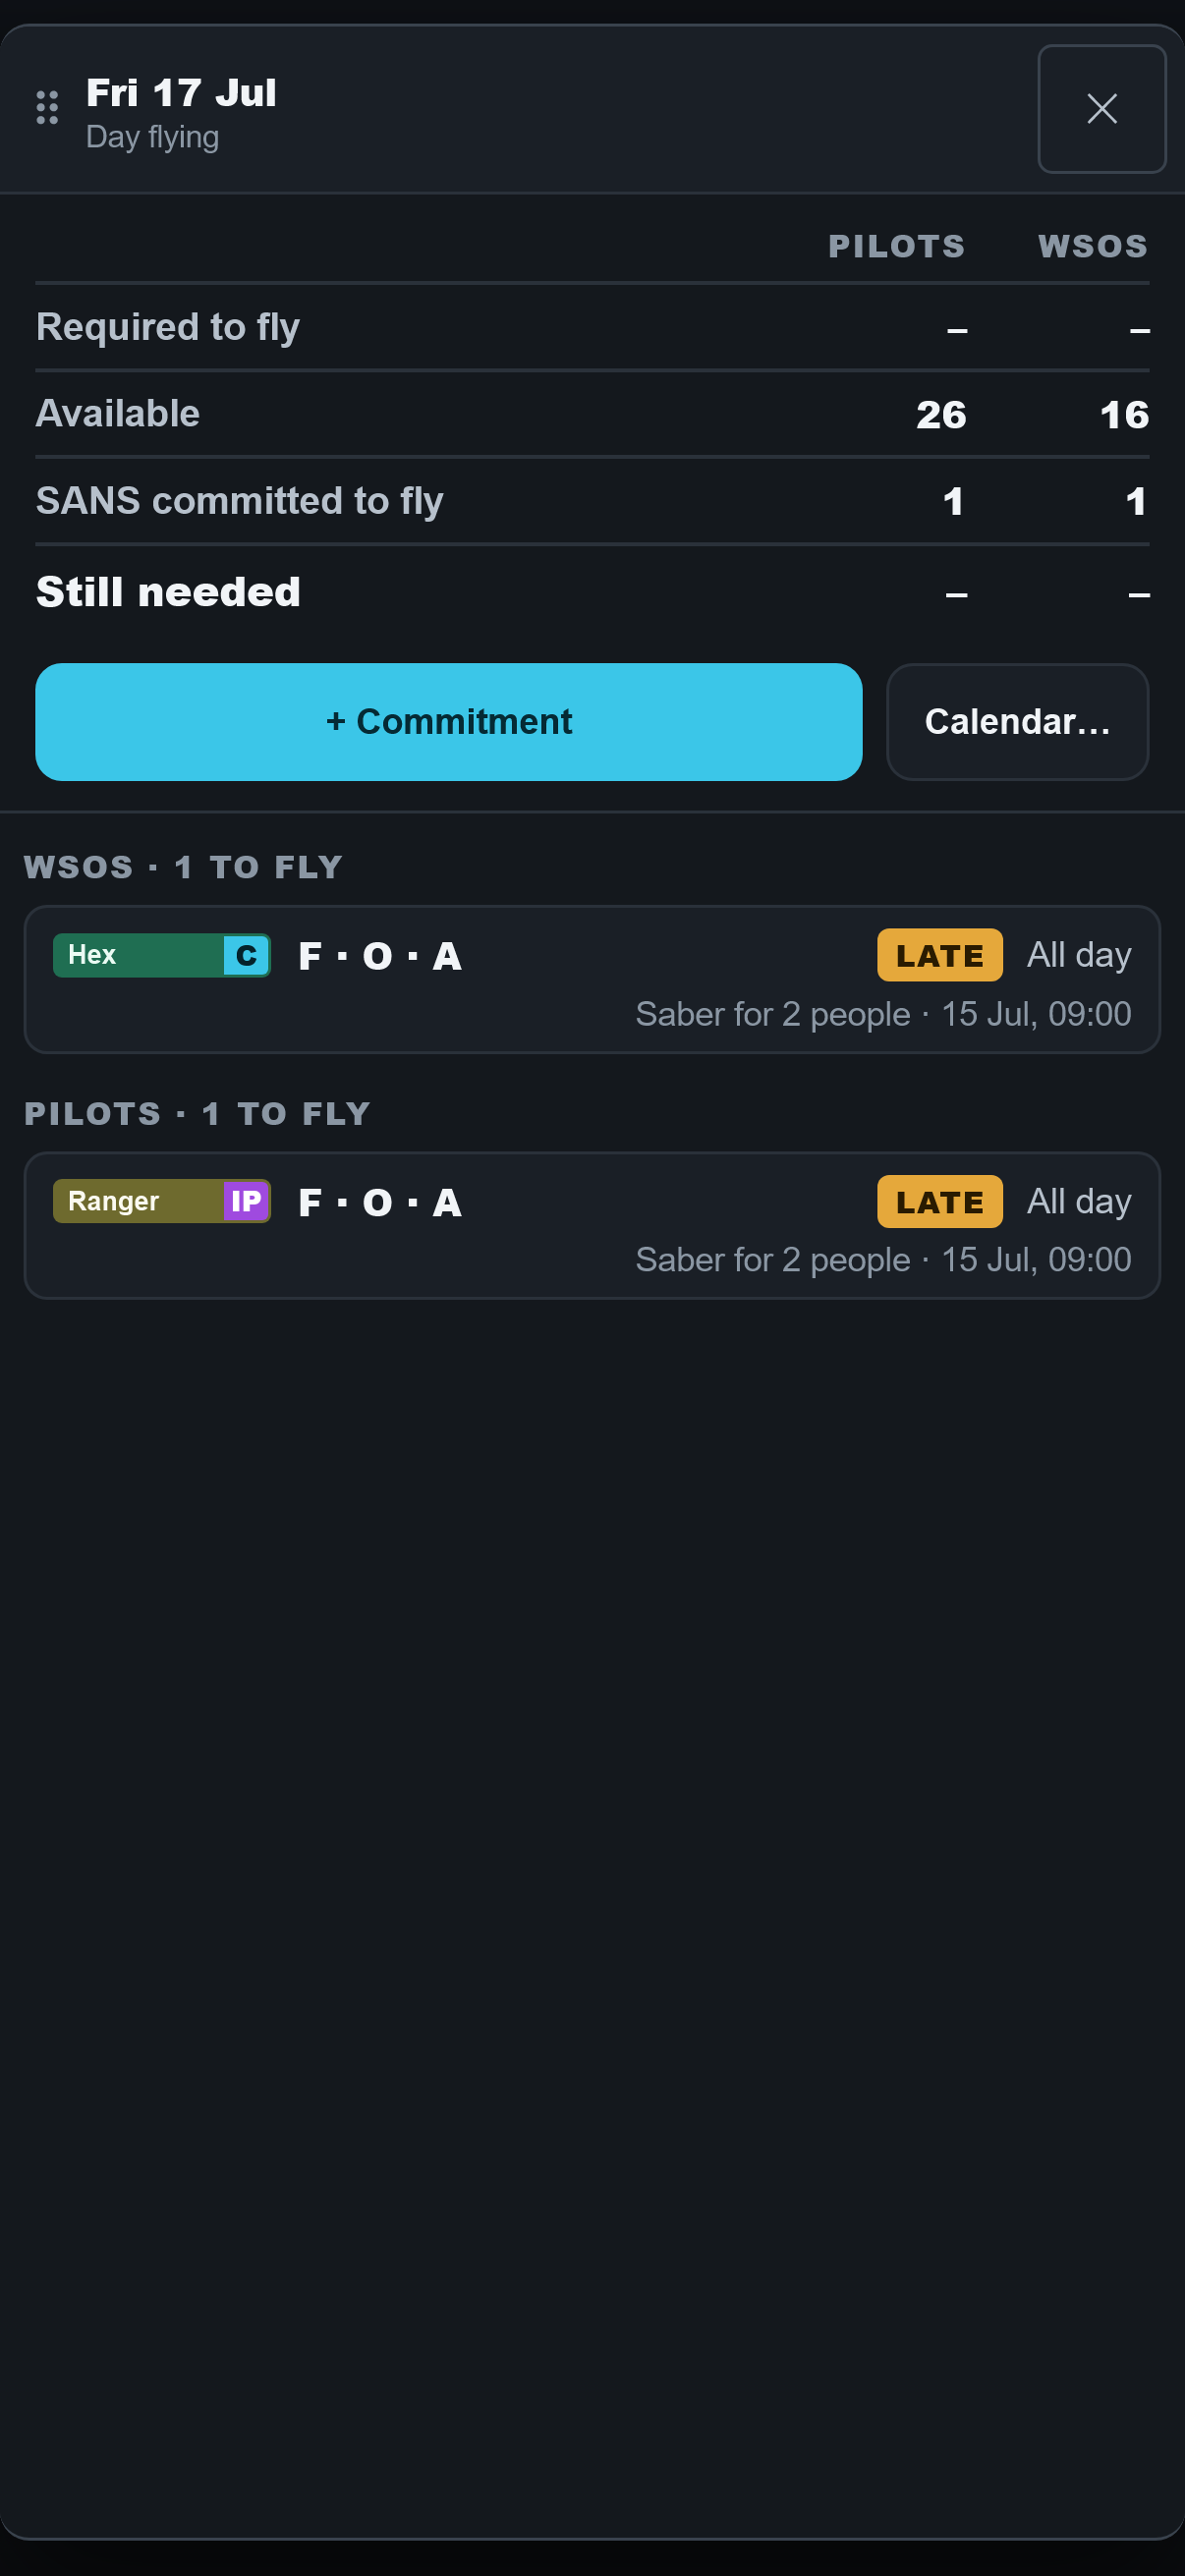 Fri 17 Jul
Day flying
PILOTS WSOS
Required to fly – –
Available 26 16
SANS committed to fly 1 1
Still needed – –
+ Commitment Calendar...
WSOS · 1 TO FLY
Hex C F · O · A LATE All day
Saber for 2 people · 15 Jul, 09:00
PILOTS · 1 TO FLY
Ranger IP F · O · A LATE All day
Saber for 2 people · 15 Jul, 09:00